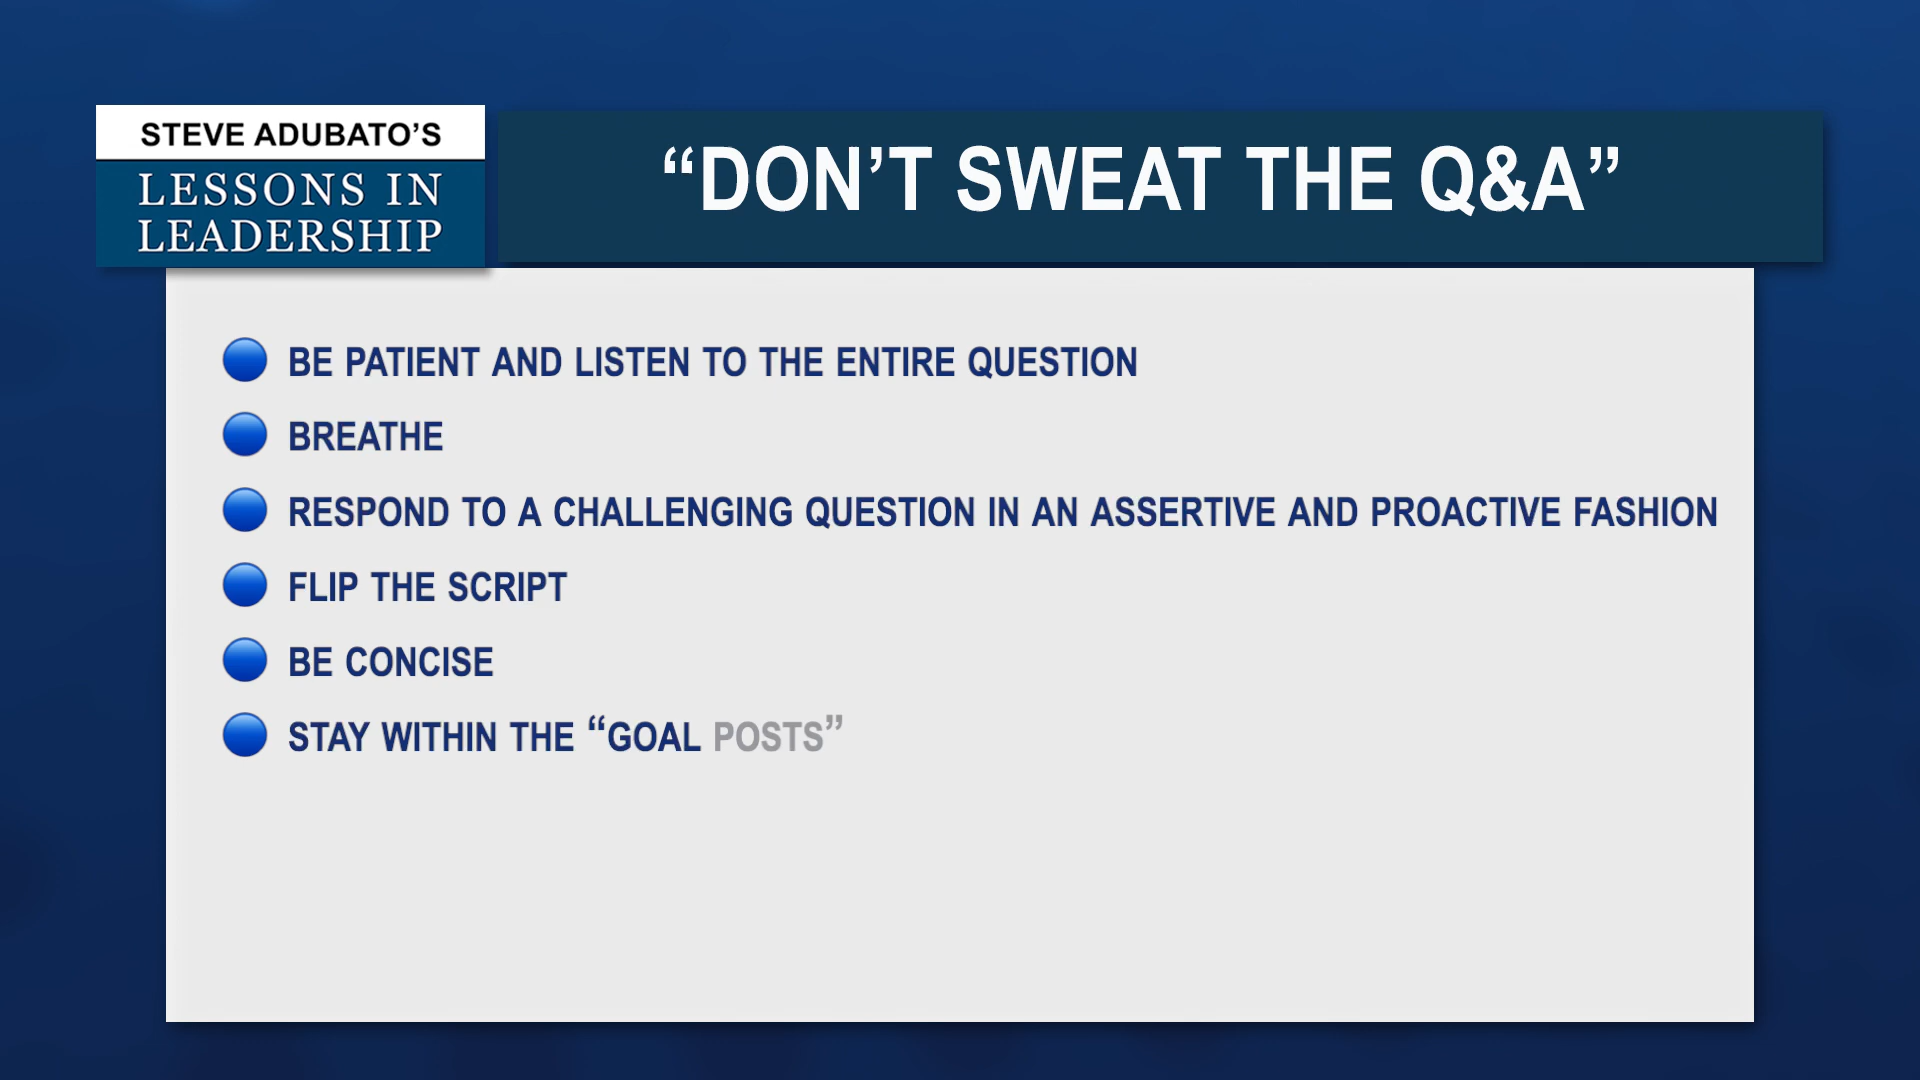 STEVE ADUBATO’S
LESSONS IN
LEADERSHIP
“DON’T SWEAT THE Q&A”
BE PATIENT AND LISTEN TO THE ENTIRE QUESTION
BREATHE
RESPOND TO A CHALLENGING QUESTION IN AN ASSERTIVE AND PROACTIVE FASHION
FLIP THE SCRIPT
BE CONCISE
STAY WITHIN THE “GOAL POSTS”